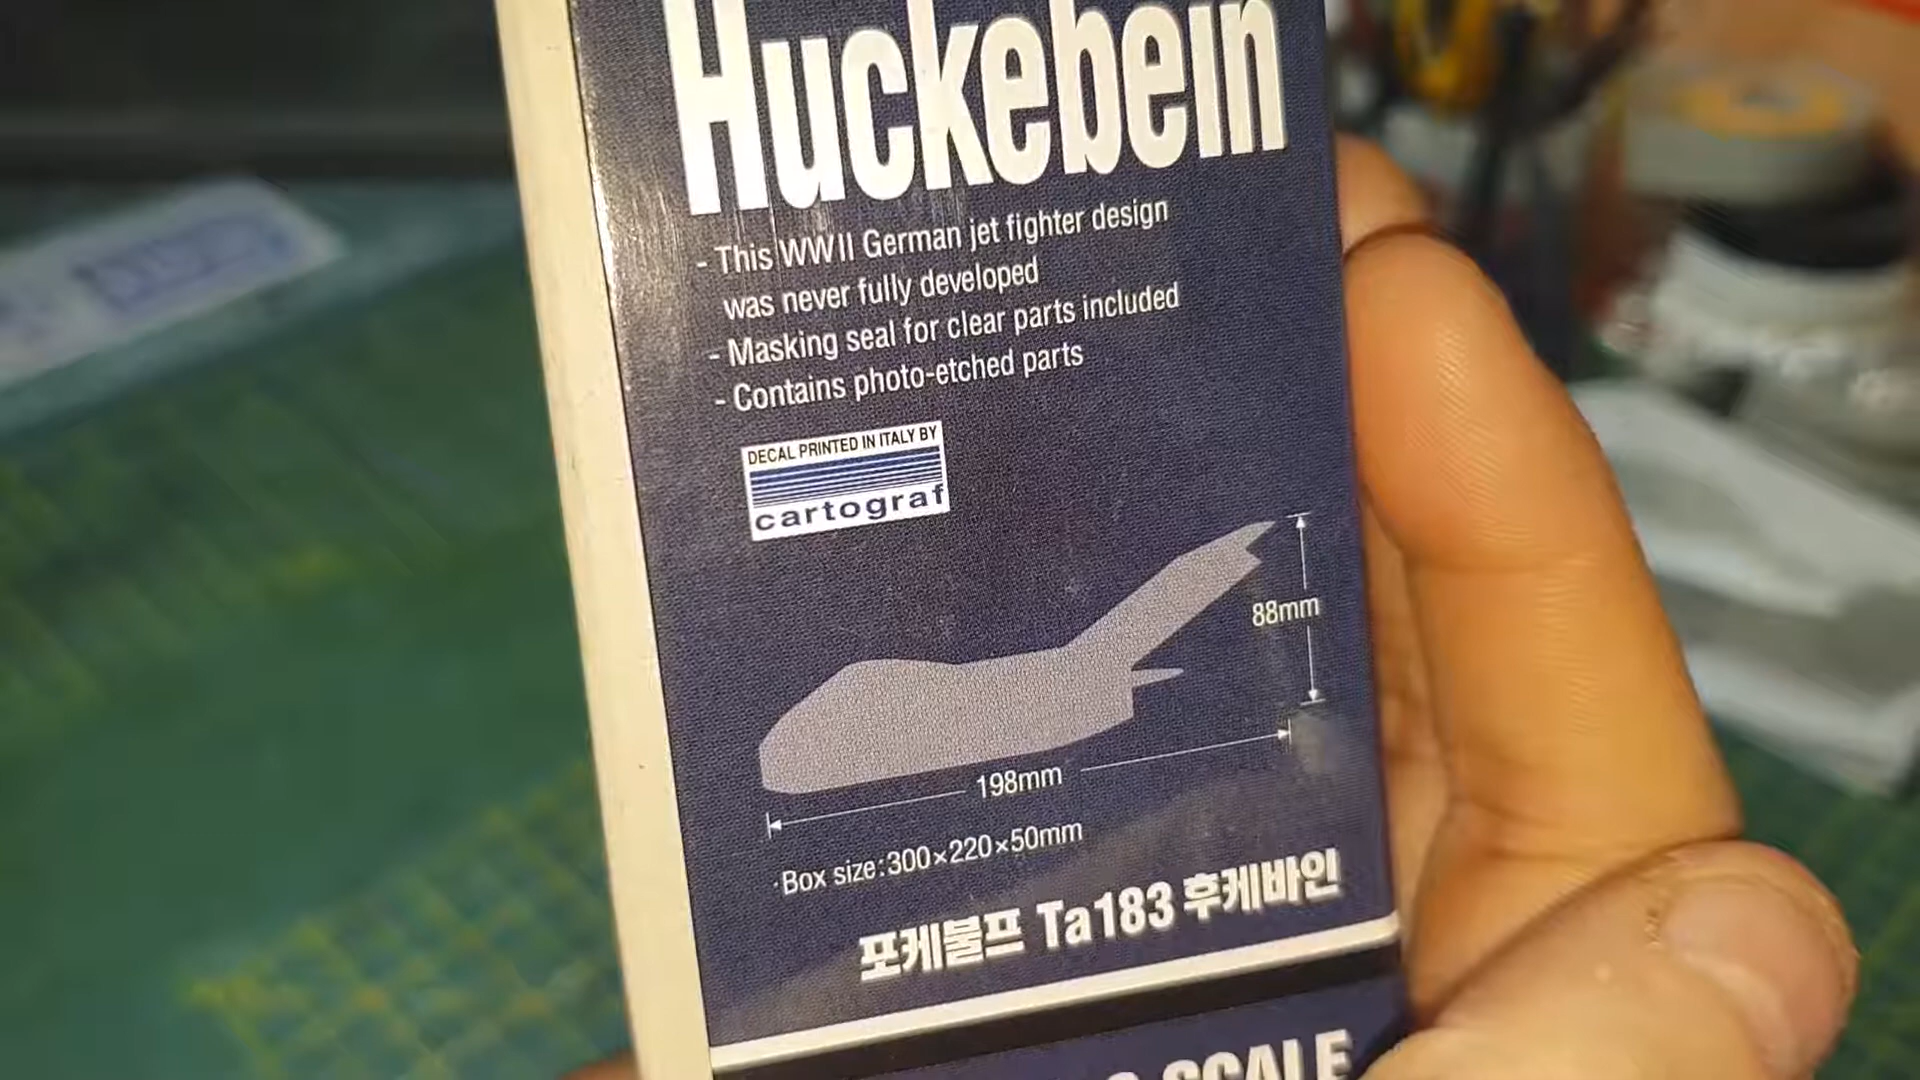 Huckebein
- This WWII German jet fighter design
was never fully developed
- Masking seal for clear parts included
- Contains photo-etched parts
DECAL PRINTED IN ITALY BY
cartograf
88mm
198mm
·Box size:300×220×50mm
포케불프 Ta183 후케바인
SCALE